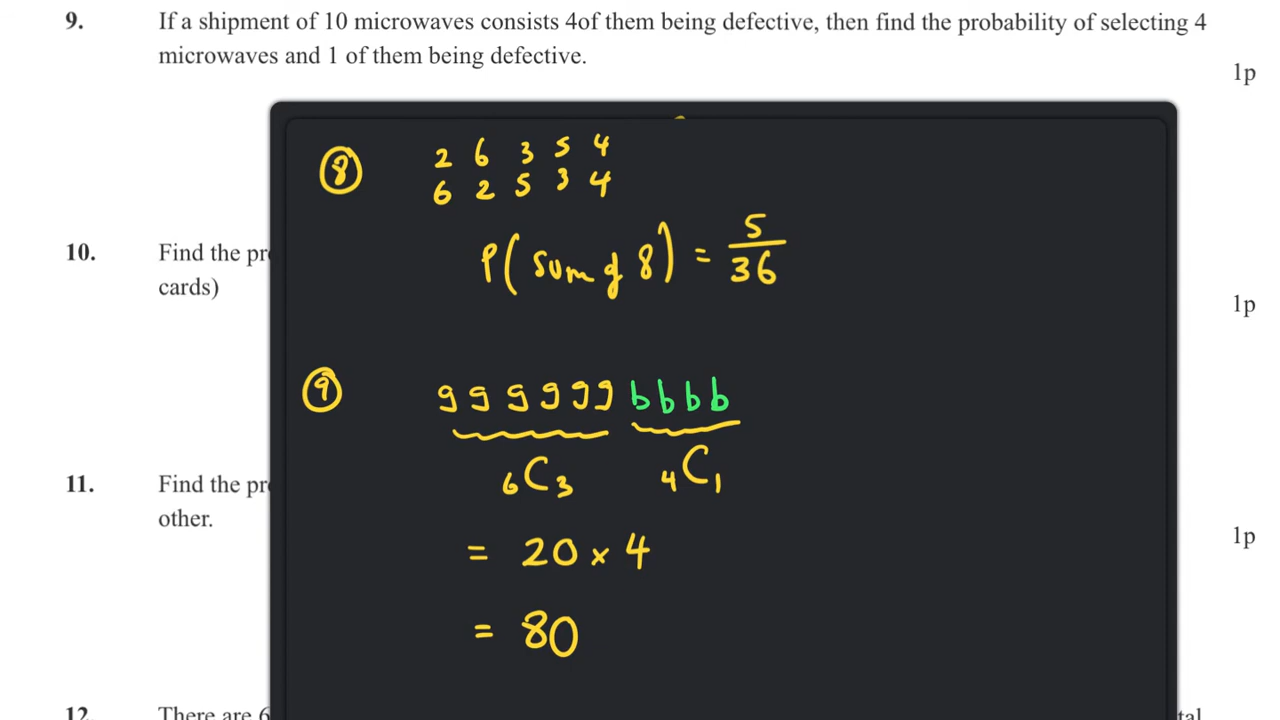 9. If a shipment of 10 microwaves consists 4of them being defective, then find the probability of selecting 4
microwaves and 1 of them being defective.
1p
8 2 6 3 5 4
6 2 5 3 4
P(sum of 8) = 5/36
10. Find the pr
cards)
1p
9 g g g g g g b b b b
6C3 4C1
11. Find the pr
other.
1p
= 20 × 4
= 80
12. There are 6 tal